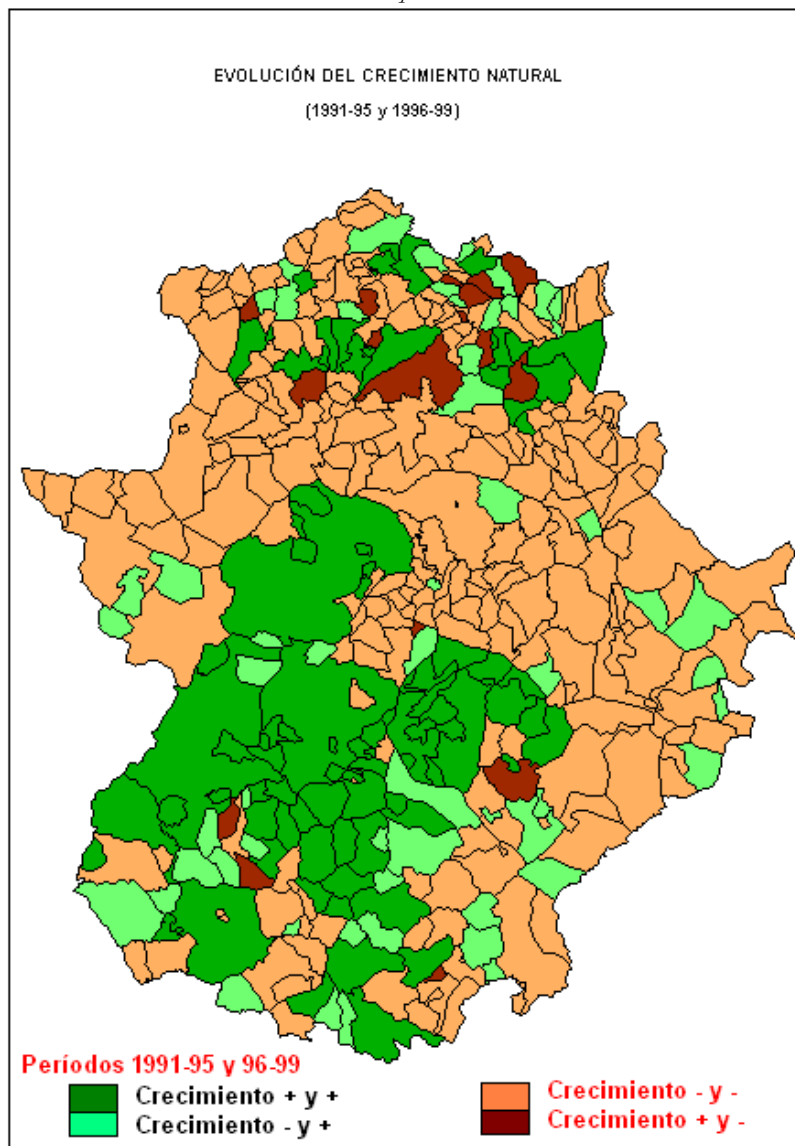 EVOLUCIÓN DEL CRECIMIENTO NATURAL
(1991-95 y 1996-99)
Períodos 1991-95 y 96-99
Crecimiento + y +
Crecimiento - y +
Crecimiento - y -
Crecimiento + y -